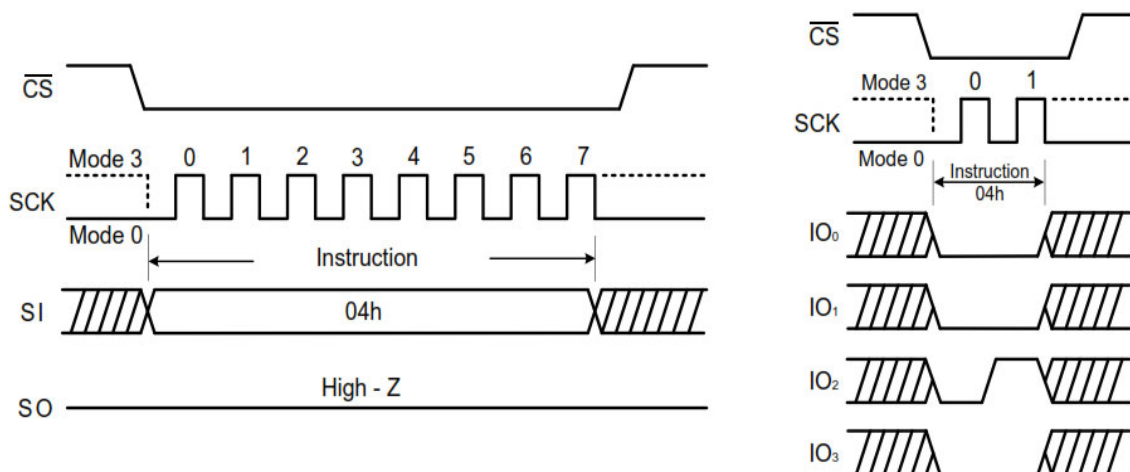 CS
Mode 3
0 1 2 3 4 5 6 7
SCK
Mode 0
Instruction
SI
04h
High - Z
SO
CS
Mode 3
0 1
SCK
Mode 0
Instruction
04h
IO₀
IO₁
IO₂
IO₃